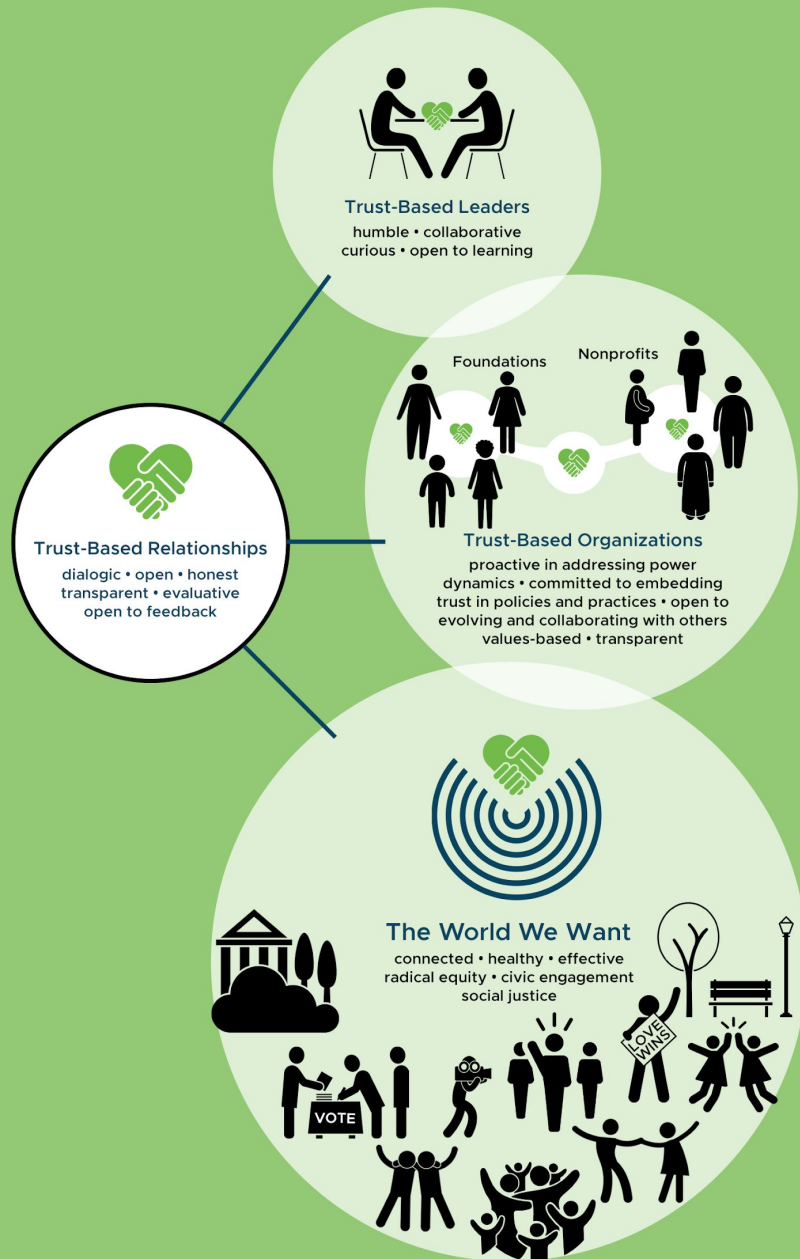 Trust-Based Leaders
humble • collaborative
curious • open to learning
Foundations
Nonprofits
Trust-Based Organizations
proactive in addressing power
dynamics • committed to embedding
trust in policies and practices • open to
evolving and collaborating with others
values-based • transparent
Trust-Based Relationships
dialogic • open • honest
transparent • evaluative
open to feedback
The World We Want
connected • healthy • effective
radical equity • civic engagement
social justice
LOVE
WINS
VOTE